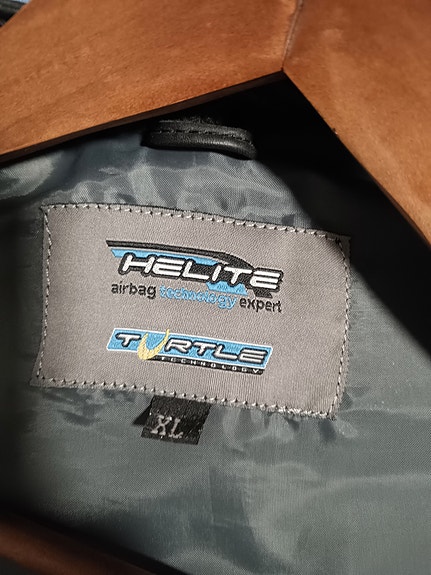 HELITE
airbag technology expert
TURTLE
TECHNOLOGY
XL